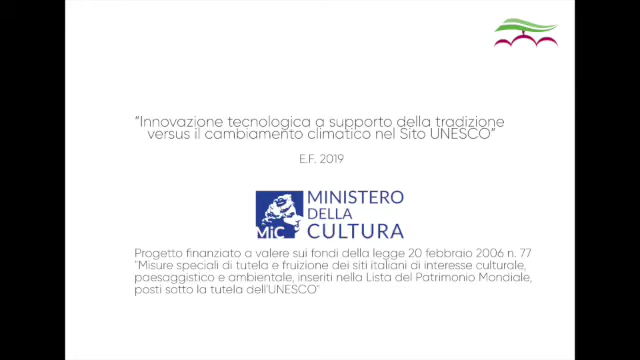 “Innovazione tecnologica a supporto della tradizione
versus il cambiamento climatico nel Sito UNESCO”
E.F. 2019
MiC
MINISTERO
DELLA
CULTURA
Progetto finanziato a valere sui fondi della legge 20 febbraio 2006 n. 77
"Misure speciali di tutela e fruizione dei siti italiani di interesse culturale,
paesaggistico e ambientale, inseriti nella Lista del Patrimonio Mondiale,
posti sotto la tutela dell'UNESCO"